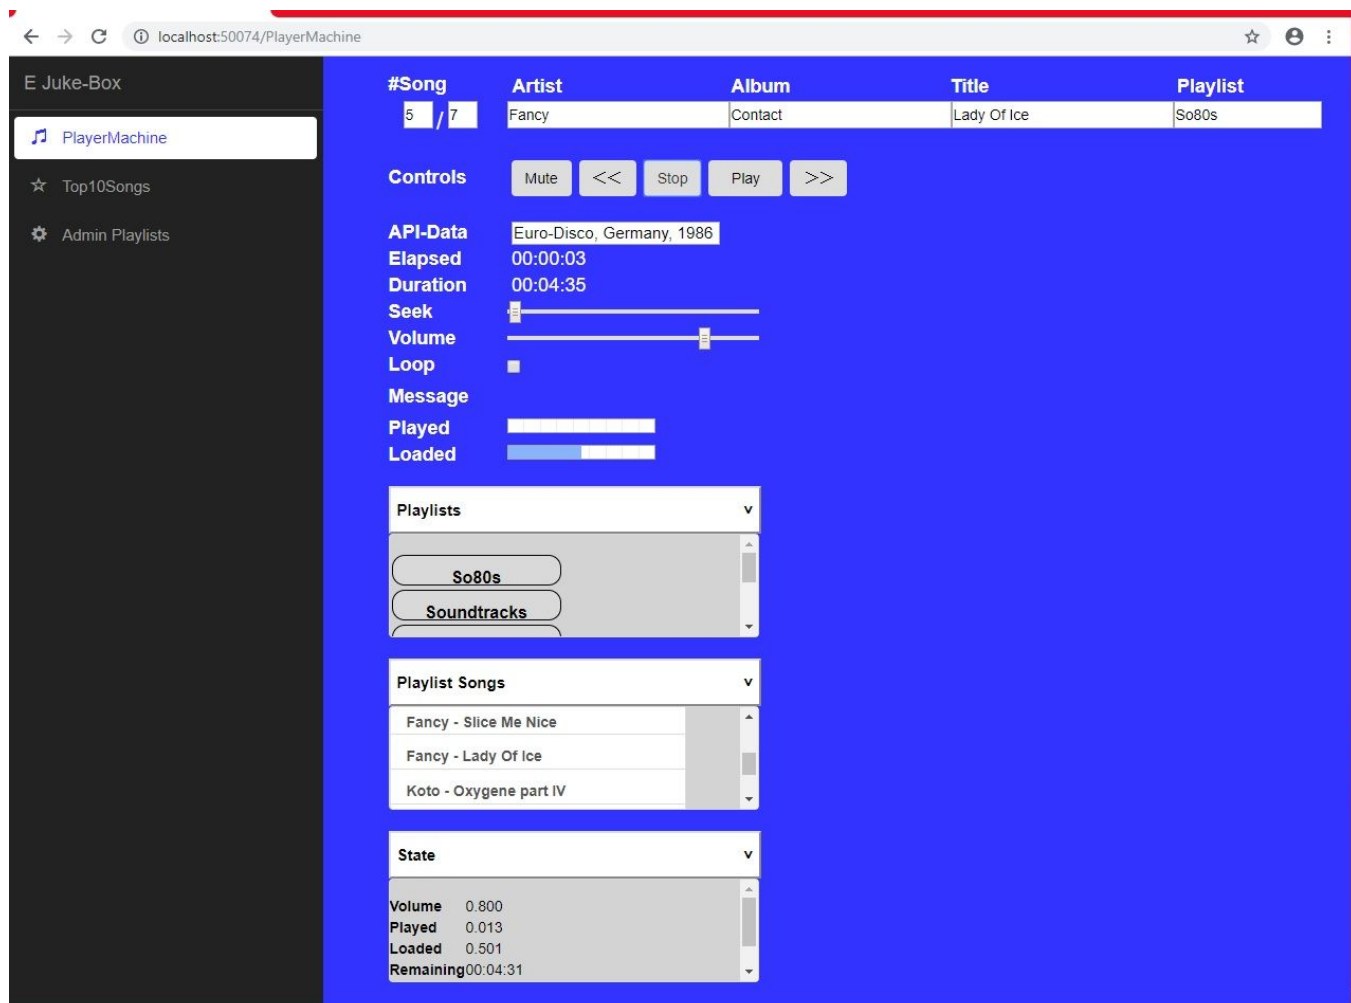 localhost:50074/PlayerMachine
E Juke-Box
PlayerMachine
Top10Songs
Admin Playlists
#Song Artist Album Title Playlist
5 / 7 Fancy Contact Lady Of Ice So80s
Controls Mute << Stop Play >>
API-Data Euro-Disco, Germany, 1986
Elapsed 00:00:03
Duration 00:04:35
Seek
Volume
Loop
Message
Played
Loaded
Playlists v
So80s
Soundtracks
Playlist Songs v
Fancy - Slice Me Nice
Fancy - Lady Of Ice
Koto - Oxygene part IV
State v
Volume 0.800
Played 0.013
Loaded 0.501
Remaining00:04:31